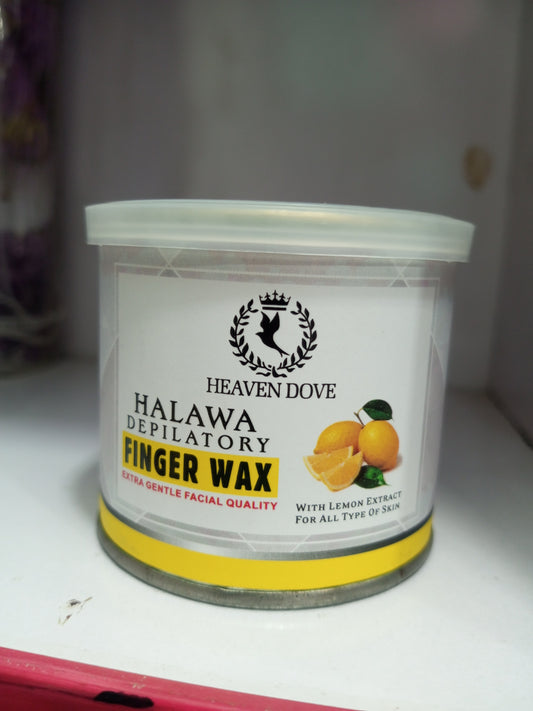 HEAVEN DOVE
HALAWA
DEPILATORY
FINGER WAX
EXTRA GENTLE FACIAL QUALITY
WITH LEMON EXTRACT
FOR ALL TYPE OF SKIN